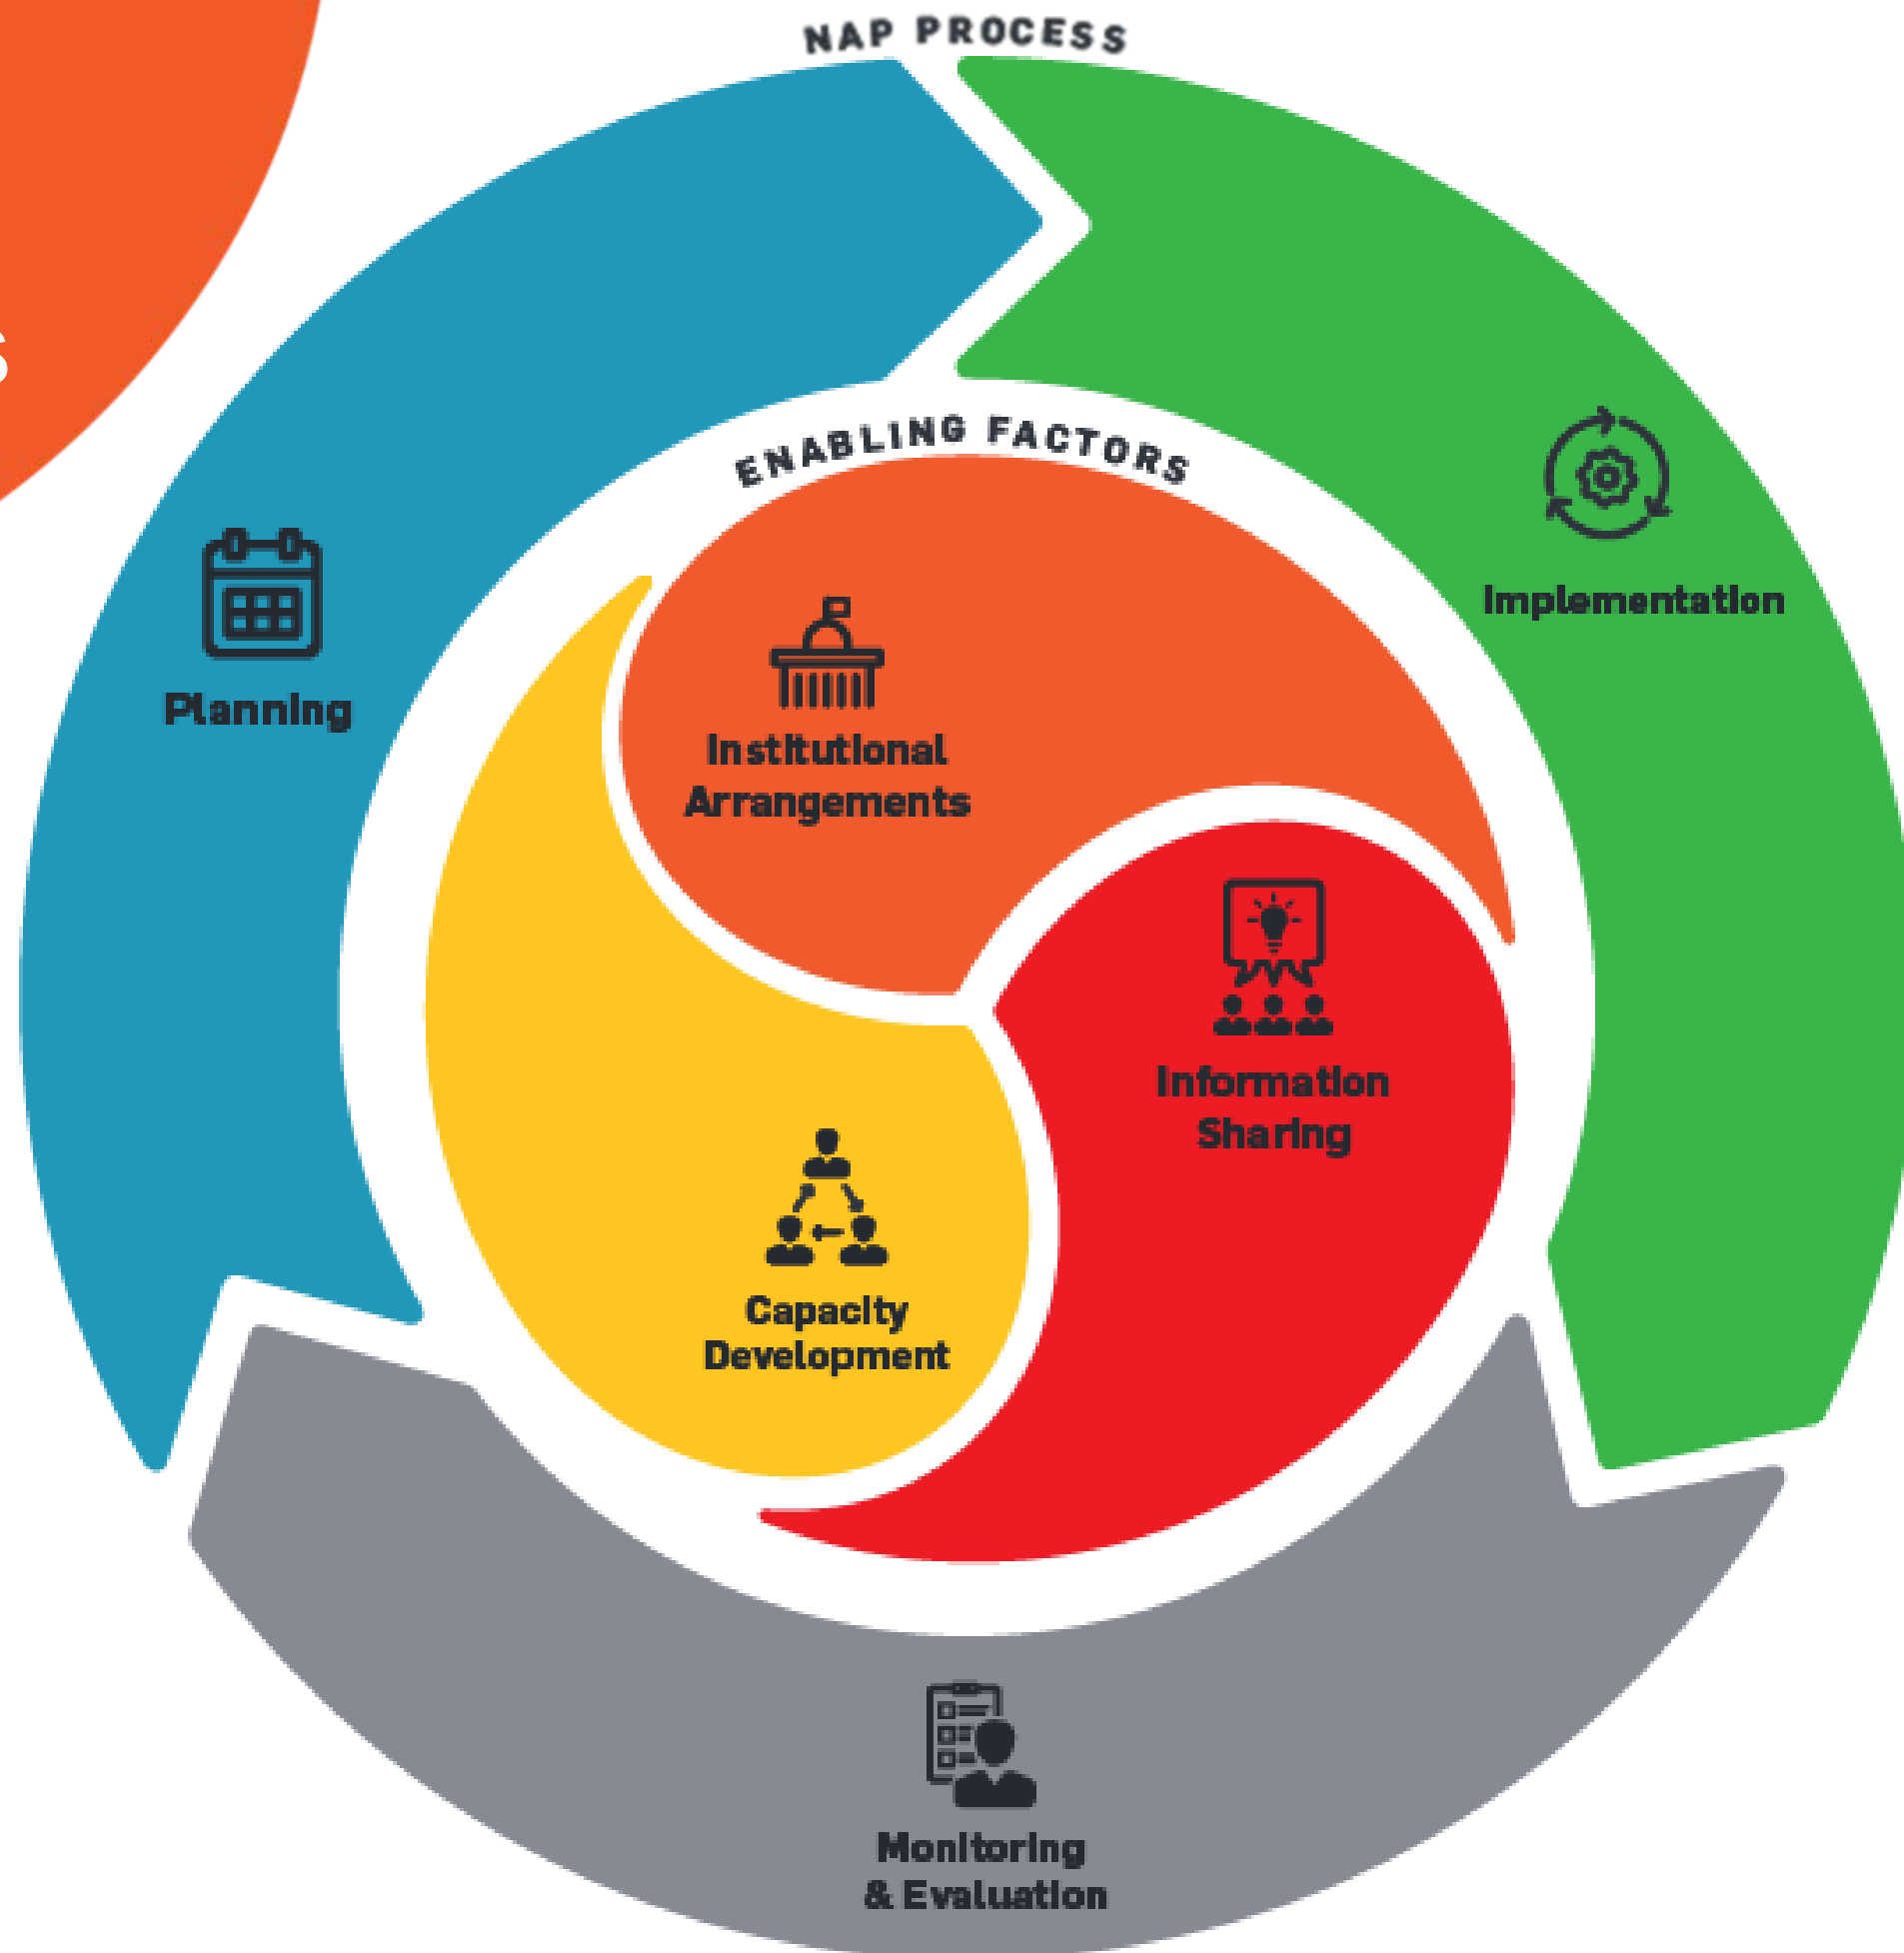 NAP PROCESS
ENABLING FACTORS
Implementation
Planning
Institutional
Arrangements
Information
Sharing
Capacity
Development
Monitoring
& Evaluation